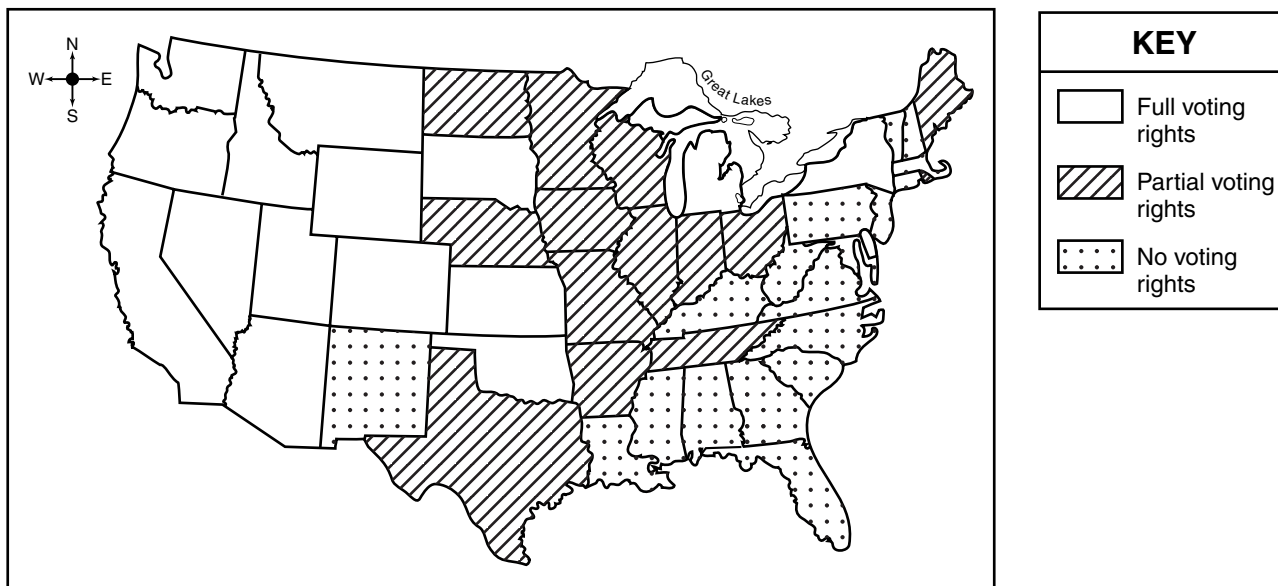 N
W E
S
Great Lakes
KEY
Full voting
rights
Partial voting
rights
No voting
rights